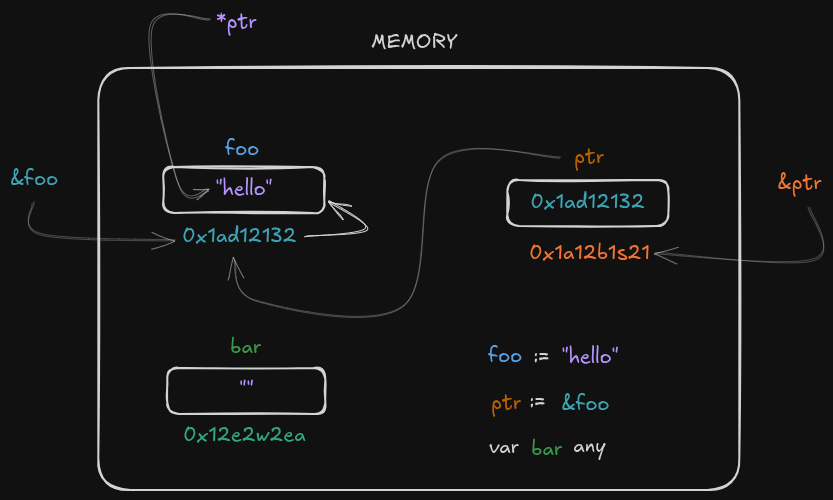 *ptr
MEMORY
foo
ptr
&foo
"hello"
&ptr
0x1ad12132
0x1ad12132
0x1a12b1s21
bar
""
0x12e2w2ea
foo := "hello"
ptr := &foo
var bar any